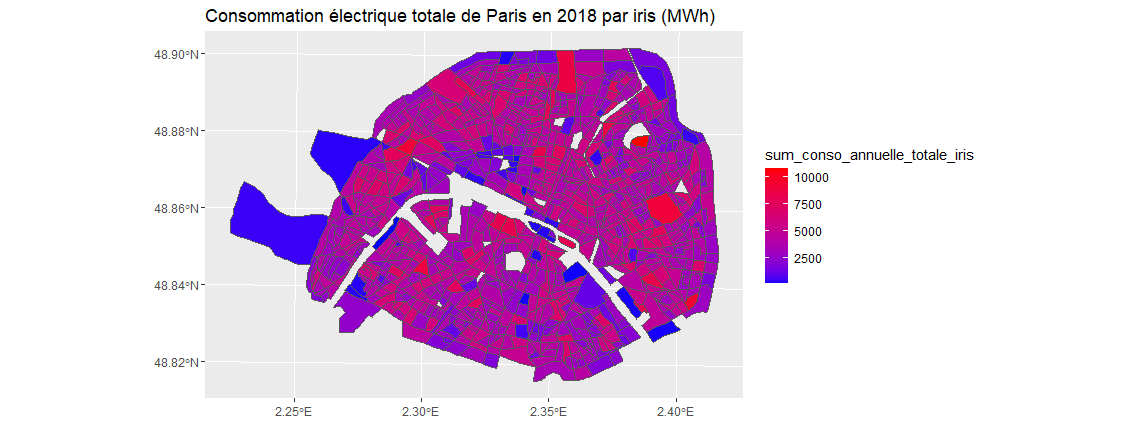 Consommation électrique totale de Paris en 2018 par iris (MWh)
48.90°N
48.88°N
48.86°N
48.84°N
48.82°N
2.25°E
2.30°E
2.35°E
2.40°E
sum_conso_annuelle_totale_iris
10000
7500
5000
2500